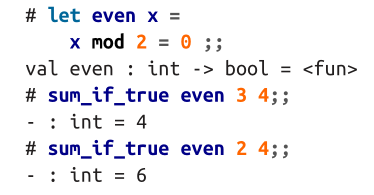 # let even x =
    x mod 2 = 0 ;;
val even : int -> bool = <fun>
# sum_if_true even 3 4;;
- : int = 4
# sum_if_true even 2 4;;
- : int = 6